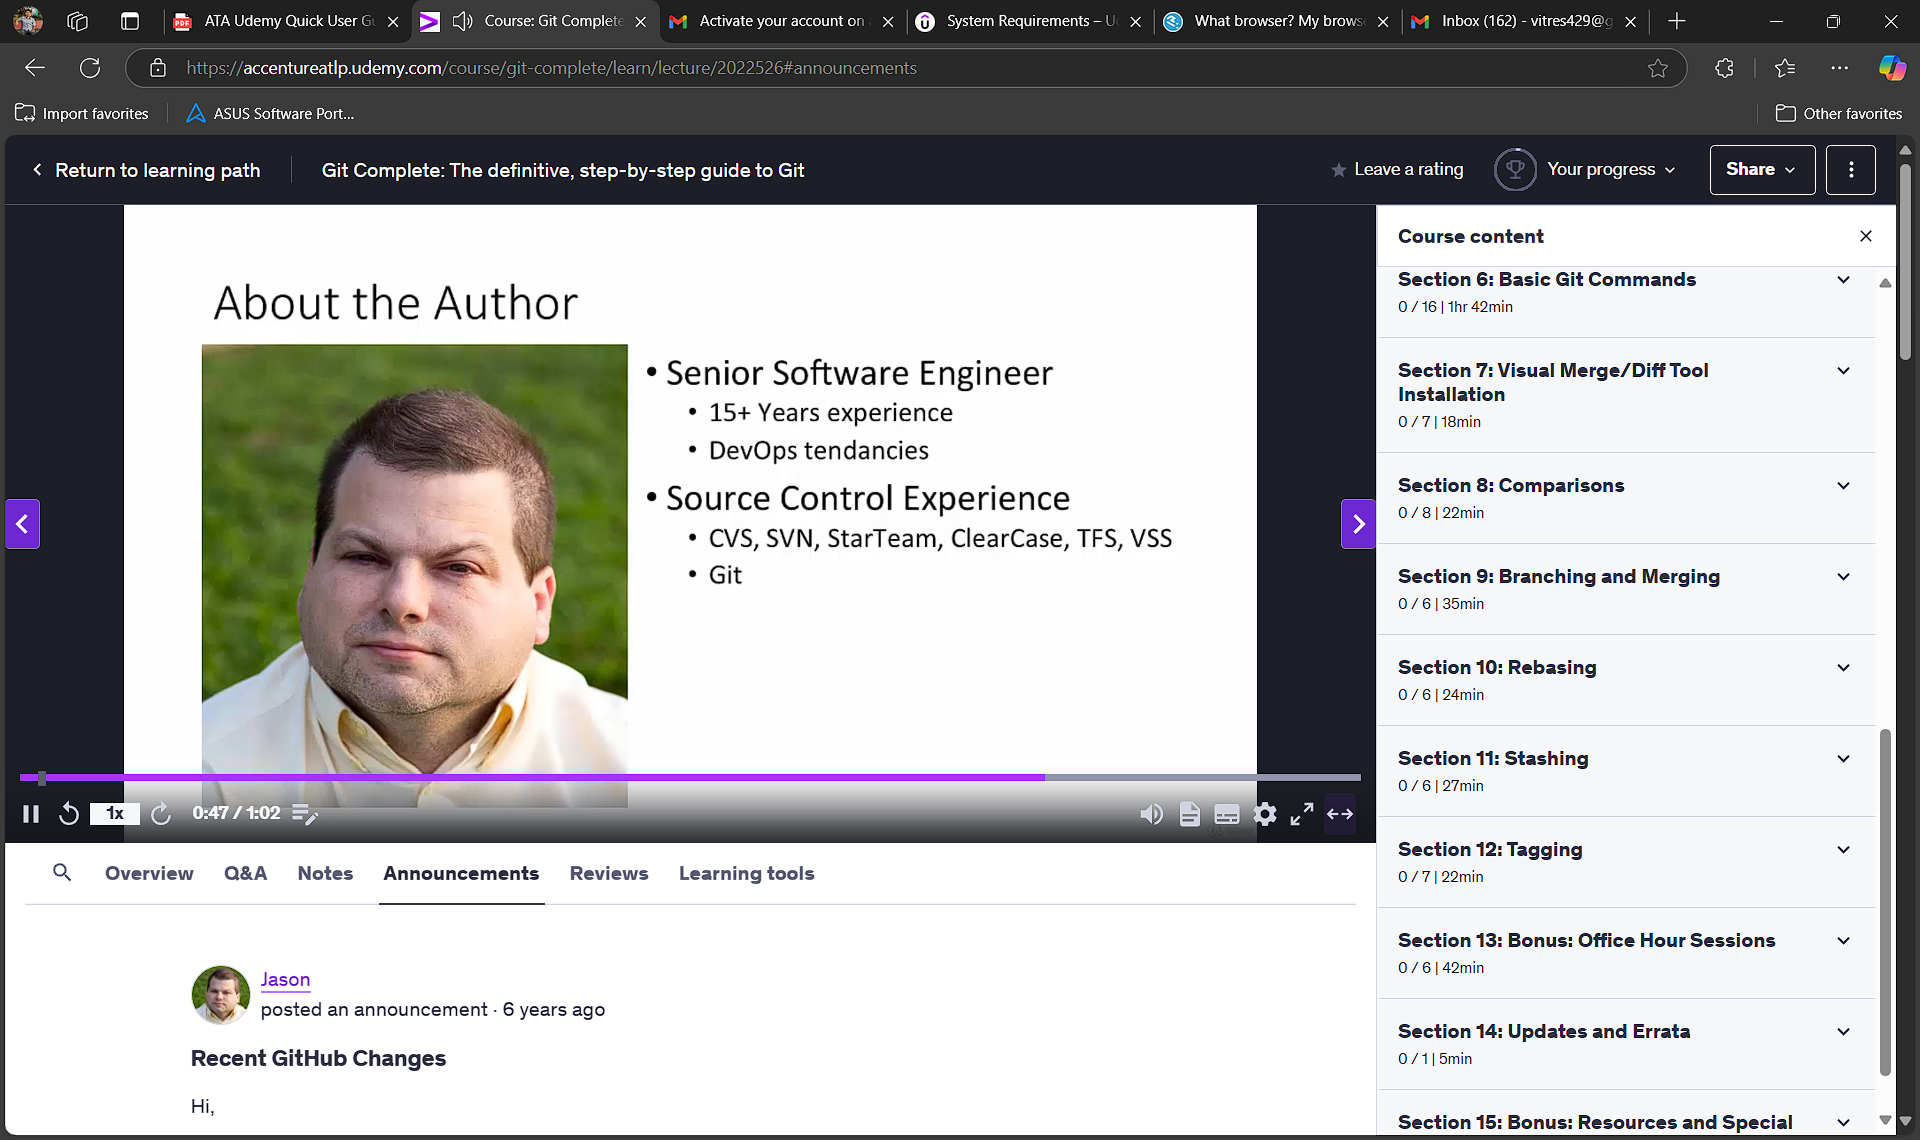 ATA Udemy Quick User Gu
Course: Git Complete
Activate your account on
System Requirements – U
What browser? My brows
Inbox (162) - vitres429@g
https://accentureatlp.udemy.com/course/git-complete/learn/lecture/2022526#announcements
Import favorites
ASUS Software Port...
Other favorites
Return to learning path
Git Complete: The definitive, step-by-step guide to Git
Leave a rating
Your progress
Share
About the Author
• Senior Software Engineer
• 15+ Years experience
• DevOps tendancies
• Source Control Experience
• CVS, SVN, StarTeam, ClearCase, TFS, VSS
• Git
1x
0:47 / 1:02
Overview
Q&A
Notes
Announcements
Reviews
Learning tools
Jason
posted an announcement · 6 years ago
Recent GitHub Changes
Hi,
Course content
Section 6: Basic Git Commands
0 / 16 | 1hr 42min
Section 7: Visual Merge/Diff Tool
Installation
0 / 7 | 18min
Section 8: Comparisons
0 / 8 | 22min
Section 9: Branching and Merging
0 / 6 | 35min
Section 10: Rebasing
0 / 6 | 24min
Section 11: Stashing
0 / 6 | 27min
Section 12: Tagging
0 / 7 | 22min
Section 13: Bonus: Office Hour Sessions
0 / 6 | 42min
Section 14: Updates and Errata
0 / 1 | 5min
Section 15: Bonus: Resources and Special